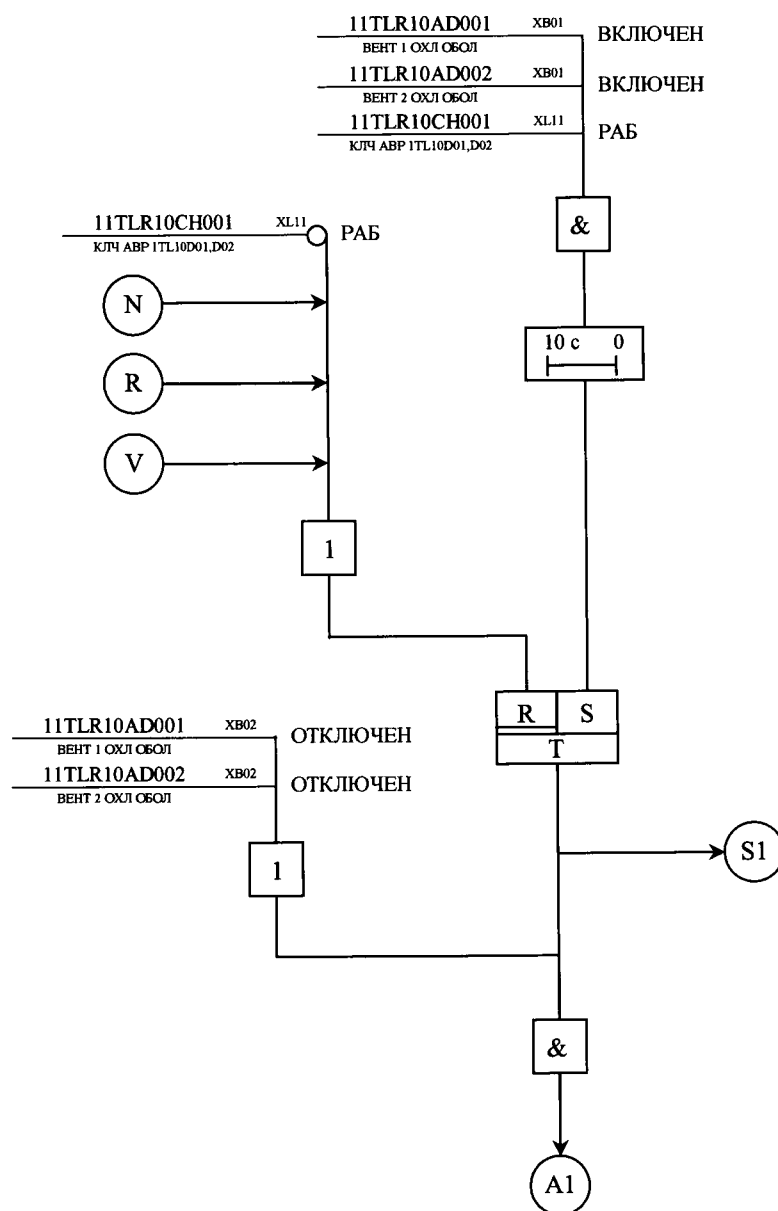 11TLR10AD001 XB01 ВКЛЮЧЕН
ВЕНТ 1 ОХЛ ОБОЛ
11TLR10AD002 XB01 ВКЛЮЧЕН
ВЕНТ 2 ОХЛ ОБОЛ
11TLR10CH001 XL11 РАБ
КЛЧ АВР 1TL10D01,D02
&
11TLR10CH001 XL11 РАБ
КЛЧ АВР 1TL10D01,D02
N
10 с 0
R
V
1
R S
T
11TLR10AD001 XB02 ОТКЛЮЧЕН
ВЕНТ 1 ОХЛ ОБОЛ
11TLR10AD002 XB02 ОТКЛЮЧЕН
ВЕНТ 2 ОХЛ ОБОЛ
1
S1
&
A1